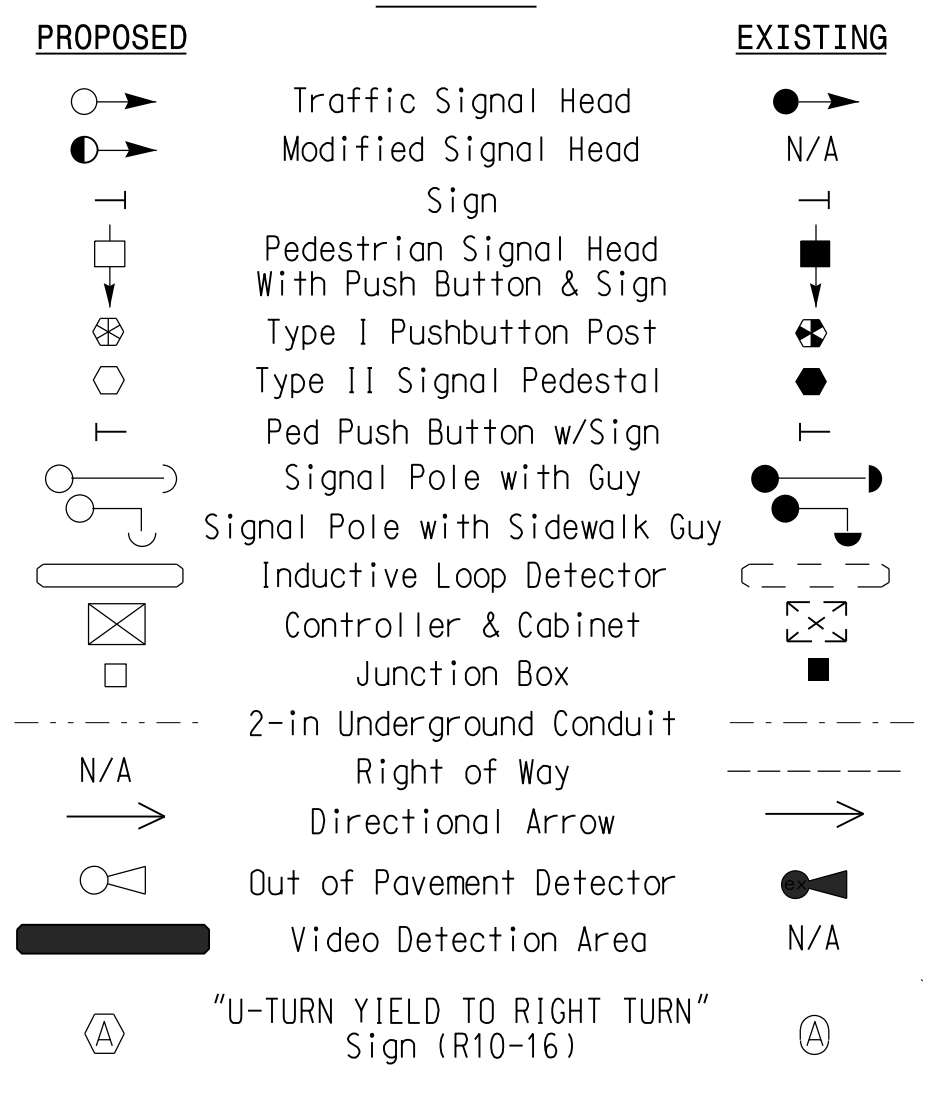 PROPOSED EXISTING
Traffic Signal Head
Modified Signal Head N/A
Sign
Pedestrian Signal Head
With Push Button & Sign
Type I Pushbutton Post
Type II Signal Pedestal
Ped Push Button w/Sign
Signal Pole with Guy
Signal Pole with Sidewalk Guy
Inductive Loop Detector
Controller & Cabinet
Junction Box
2-in Underground Conduit
N/A Right of Way
Directional Arrow
Out of Pavement Detector ex
Video Detection Area N/A
"U-TURN YIELD TO RIGHT TURN"
A Sign (R10-16) A